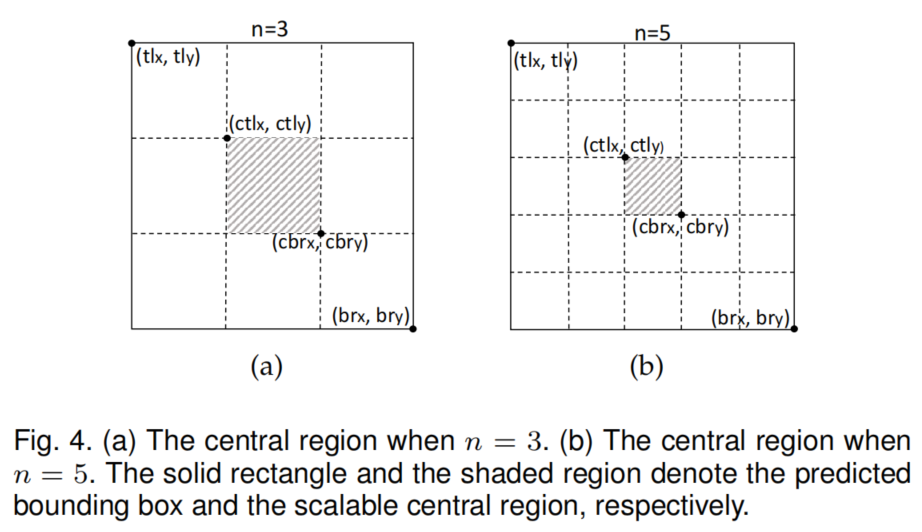 n=3
(tlx, tly)
(ctlx, ctly)
(cbrx, cbry)
(brx, bry)
(a)
n=5
(tlx, tly)
(ctlx, ctly)
(cbrx, cbry)
(brx, bry)
(b)
Fig. 4. (a) The central region when n = 3. (b) The central region when
n = 5. The solid rectangle and the shaded region denote the predicted
bounding box and the scalable central region, respectively.